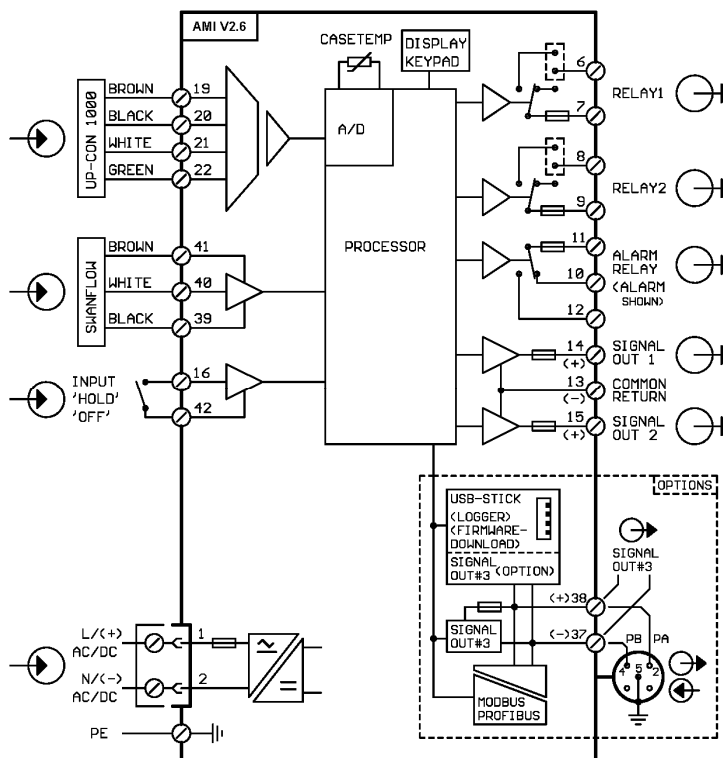 AMI V2.6
CASETEMP
DISPLAY
KEYPAD
UP-CON 1000
BROWN 19
BLACK 20
WHITE 21
GREEN 22
A/D
PROCESSOR
6
RELAY1
7
8
RELAY2
9
SWANFLOW
BROWN 41
WHITE 40
BLACK 39
11
10
12
ALARM
RELAY
(ALARM
SHOWN)
INPUT
'HOLD'
'OFF'
16
42
14
(+)
SIGNAL
OUT 1
13
(-)
COMMON
RETURN
15
(+)
SIGNAL
OUT 2
OPTIONS
USB-STICK
(LOGGER)
(FIRMWARE-
DOWNLOAD)
SIGNAL
OUT#3 (OPTION)
SIGNAL
OUT#3
(+)38
(-)37
SIGNAL
OUT#3
PB PA
4 5 2
MODBUS
PROFIBUS
L/(+)
AC/DC
1
N/(-)
AC/DC
2
PE